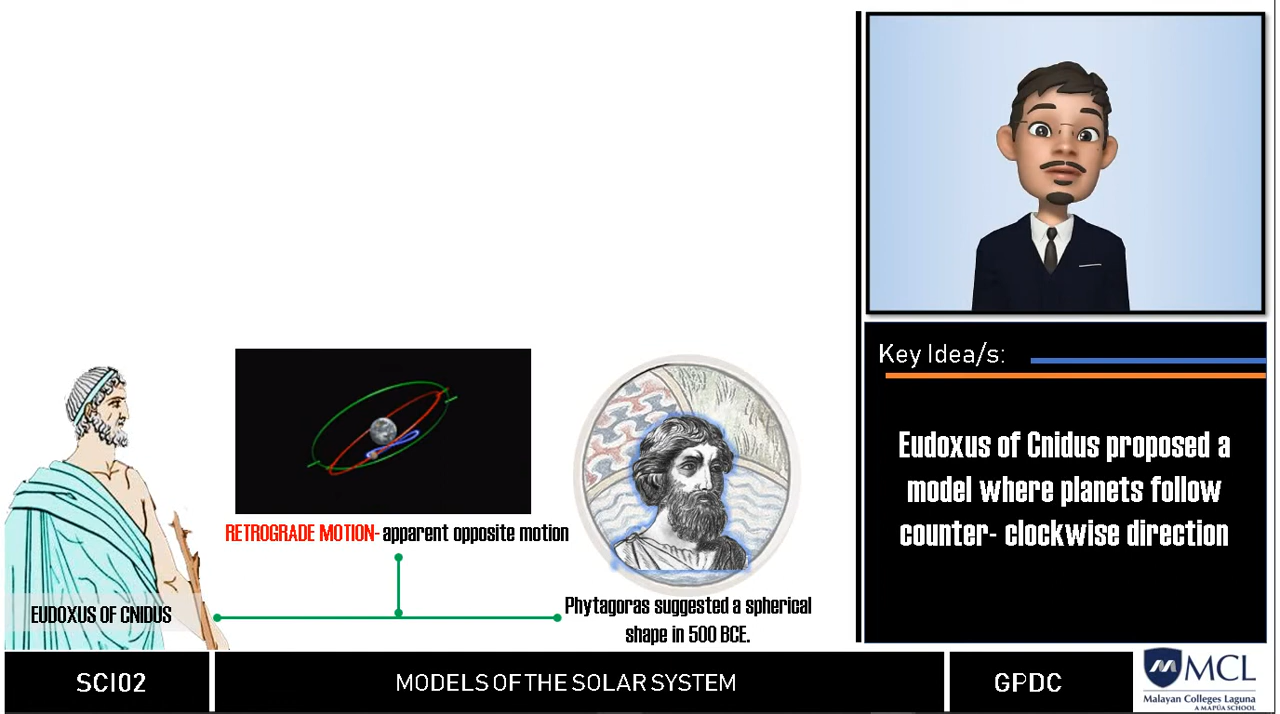 Key Idea/s:
Eudoxus of Cnidus proposed a
model where planets follow
counter- clockwise direction
RETROGRADE MOTION- apparent opposite motion
EUDOXUS OF CNIDUS
Phytagoras suggested a spherical
shape in 500 BCE.
SCI02
MODELS OF THE SOLAR SYSTEM
GPDC
MCL
Malayan Colleges Laguna
A MAPÚA SCHOOL